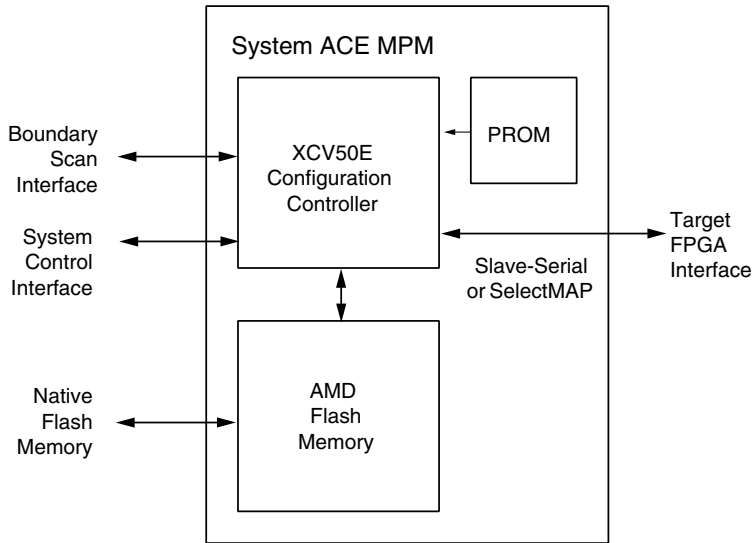 System ACE MPM
Boundary
Scan
Interface
XCV50E
Configuration
Controller
PROM
System
Control
Interface
Target
FPGA
Interface
Slave-Serial
or SelectMAP
Native
Flash
Memory
AMD
Flash
Memory